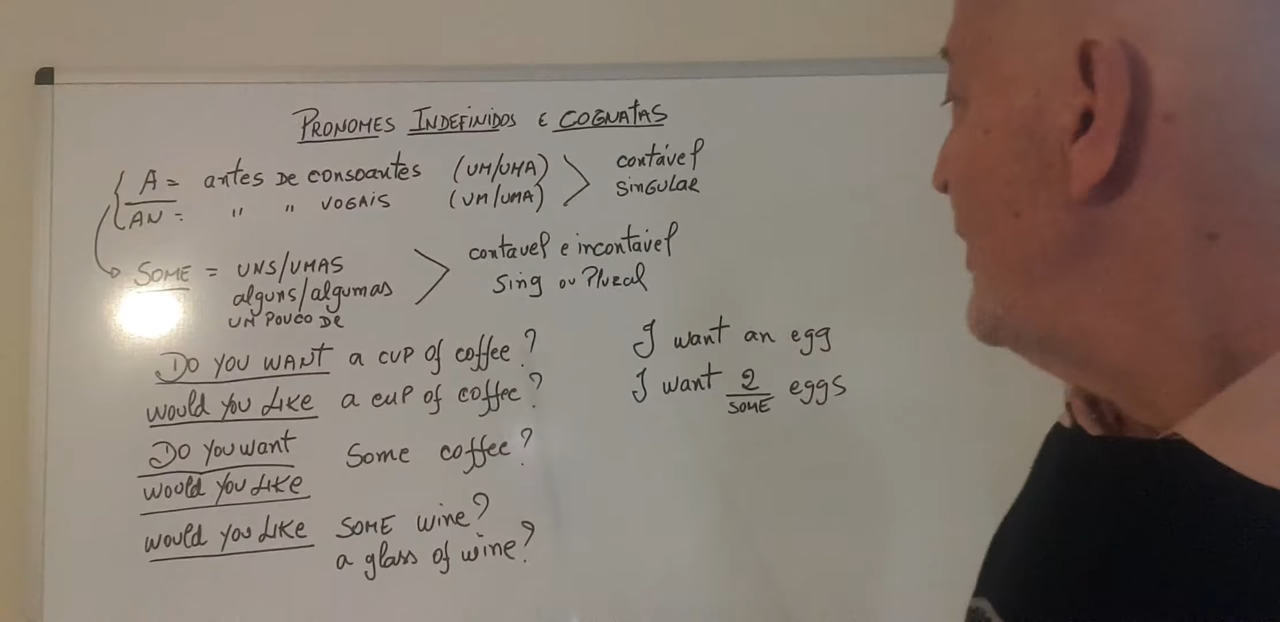 PRONOMES INDEFINIDOS E COGNATAS
A = antes DE consoantes (UM/UMA)
AN = " " VOGAIS (UM/UMA)
contável
SINGULAR
SOME = UNS/UMAS
alguns/algumas
UM POUCO DE
contavel e incontável
Sing ou Plural
DO YOU WANT a CUP of coffee?
would you LIKE a cup of coffee?
DO YOU want Some coffee?
would you LIKE
would you LIKE SOME wine?
a glass of wine?
I want an egg
I want 2 eggs
SOME